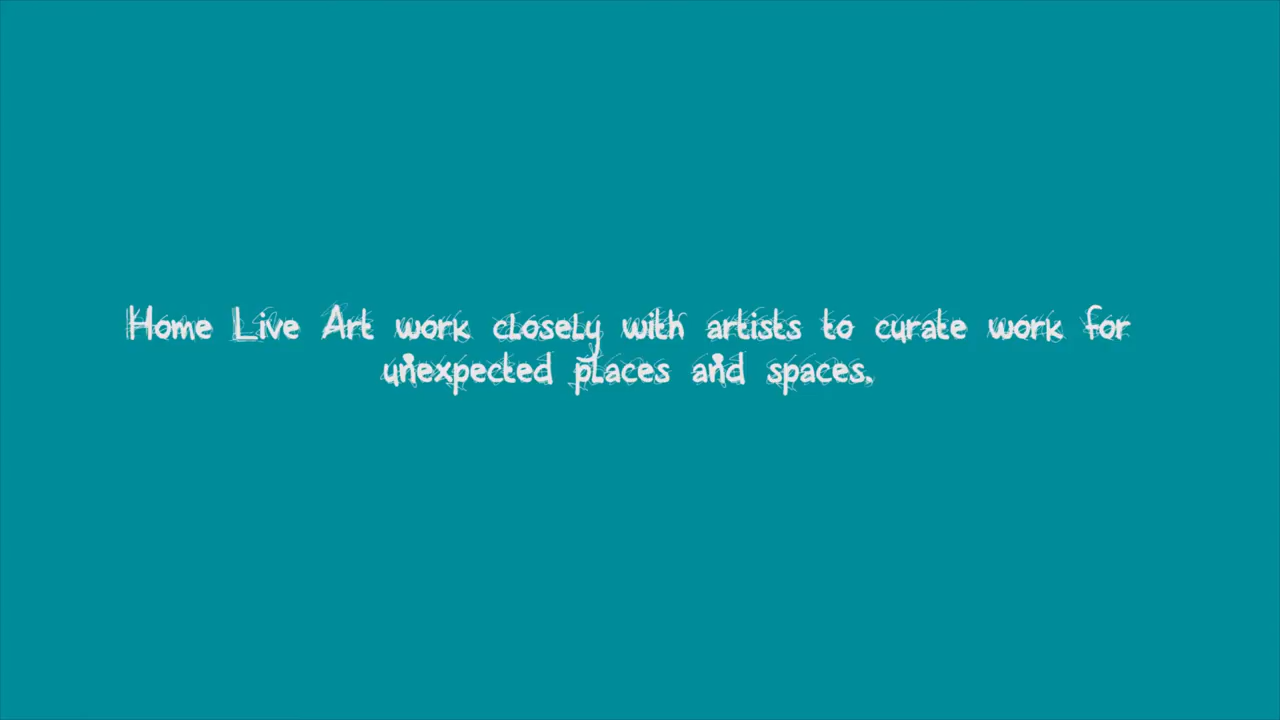 Home Live Art work closely with artists to curate work for
unexpected places and spaces.